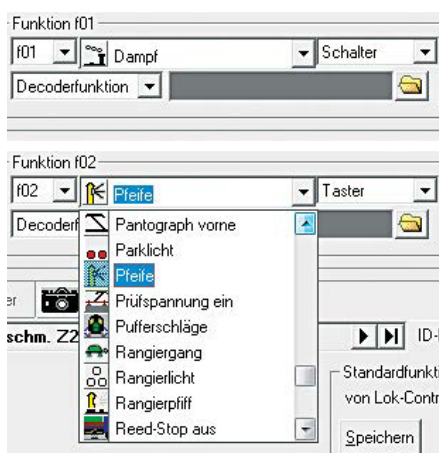 Funktion f01
f01 Dampf Schalter
Decoderfunktion
Funktion f02
f02 Pfeife Taster
Decoderf
Pantograph vorne
Parklicht
Pfeife
er Prüfspannung ein
schm. Z2 Pufferschläge ID-
Rangiergang
Rangierlicht Standardfunkti
Rangierpfiff von Lok-Contr
Reed-Stop aus Speichern